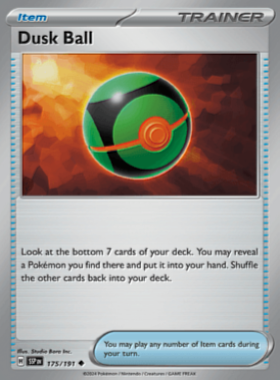 Item
TRAINER
Dusk Ball
Look at the bottom 7 cards of your deck. You may reveal
a Pokémon you find there and put it into your hand. Shuffle
the other cards back into your deck.
Illus. Studio Bora Inc.
175/191
You may play any number of Item cards during
your turn.
©2024 Pokémon / Nintendo / Creatures / GAME FREAK